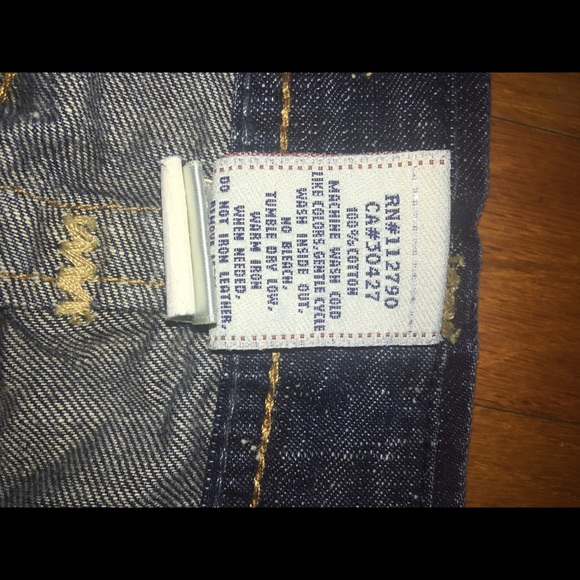 RN#112790
CA#30427
100%COTTON
MACHINE WASH COLD
LIKE COLORS.GENTLE CYCLE
WASH INSIDE OUT.
NO BLEACH.
TUMBLE DRY LOW.
WARM IRON
WHEN NEEDED.
DO NOT IRON LEATHER.